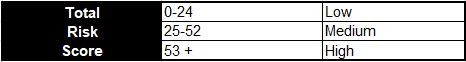 Total 0-24 Low
Risk 25-52 Medium
Score 53 + High